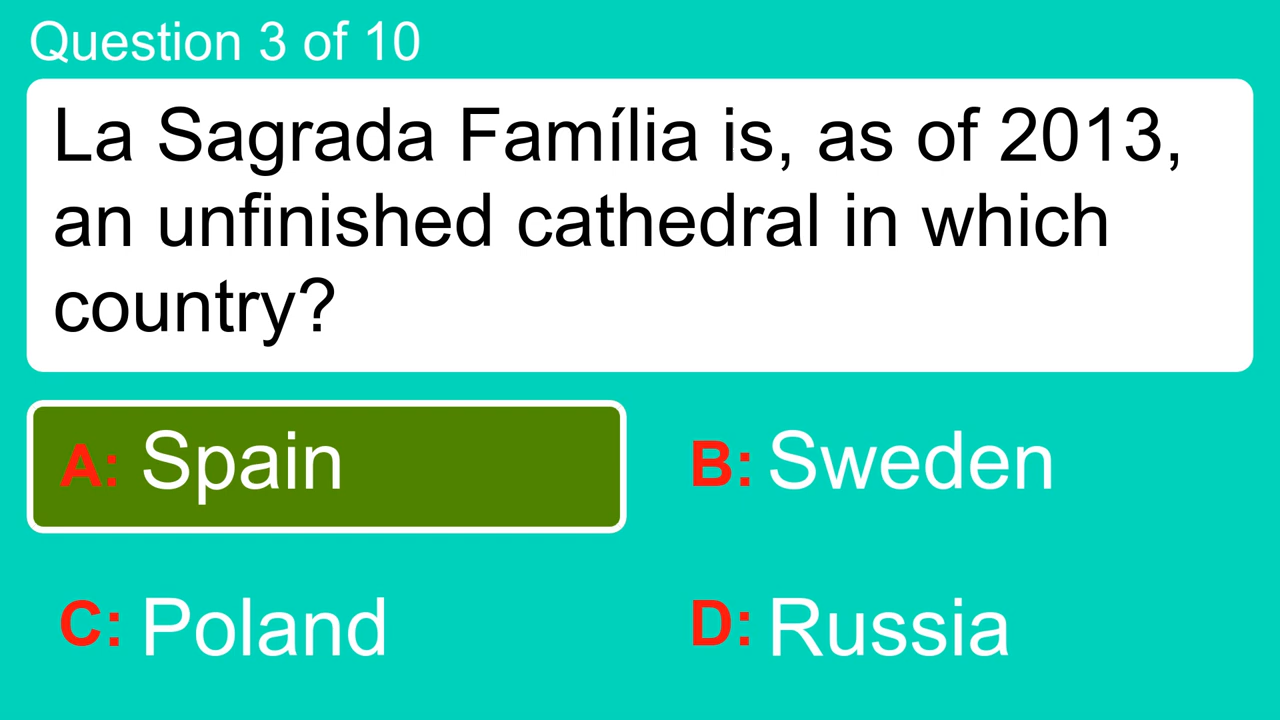 Question 3 of 10
La Sagrada Família is, as of 2013,
an unfinished cathedral in which
country?
A: Spain
B: Sweden
C: Poland
D: Russia